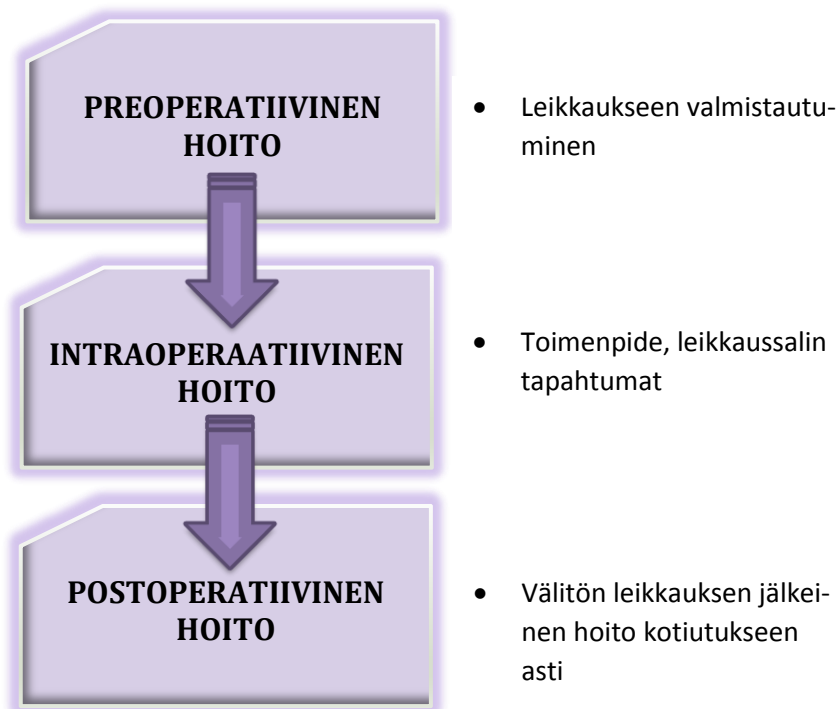 PREOPERATIIVINEN
HOITO
• Leikkaukseen valmistautu-
minen
INTRAOPERAATIIVINEN
HOITO
• Toimenpide, leikkaussalin
tapahtumat
POSTOPERATIIVINEN
HOITO
• Välitön leikkauksen jälkei-
nen hoito kotiutukseen
asti